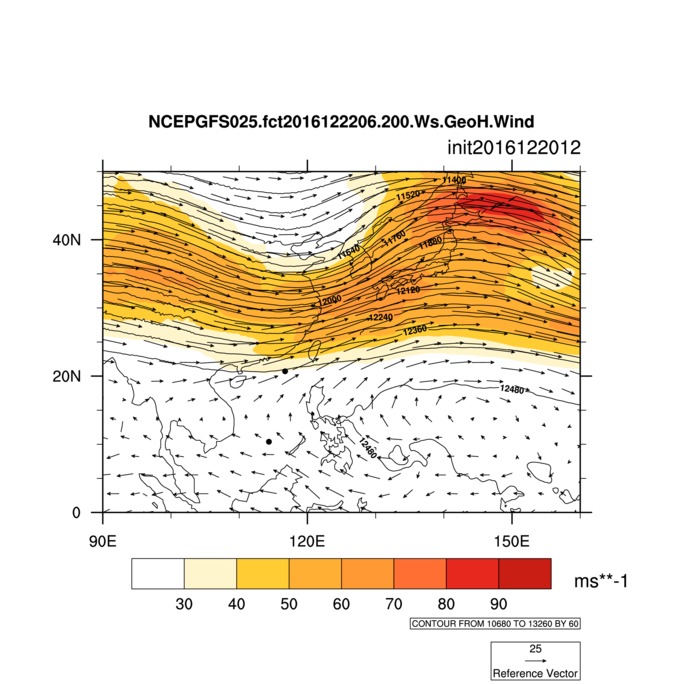 NCEPGFS025.fct2016122206.200.Ws.GeoH.Wind
init2016122012
11400
11520
11640
11760
11880
40N
12000
12120
12240
12360
20N
12480
12480
0
90E 120E 150E
ms**-1
30 40 50 60 70 80 90
CONTOUR FROM 10680 TO 13260 BY 60
25
Reference Vector